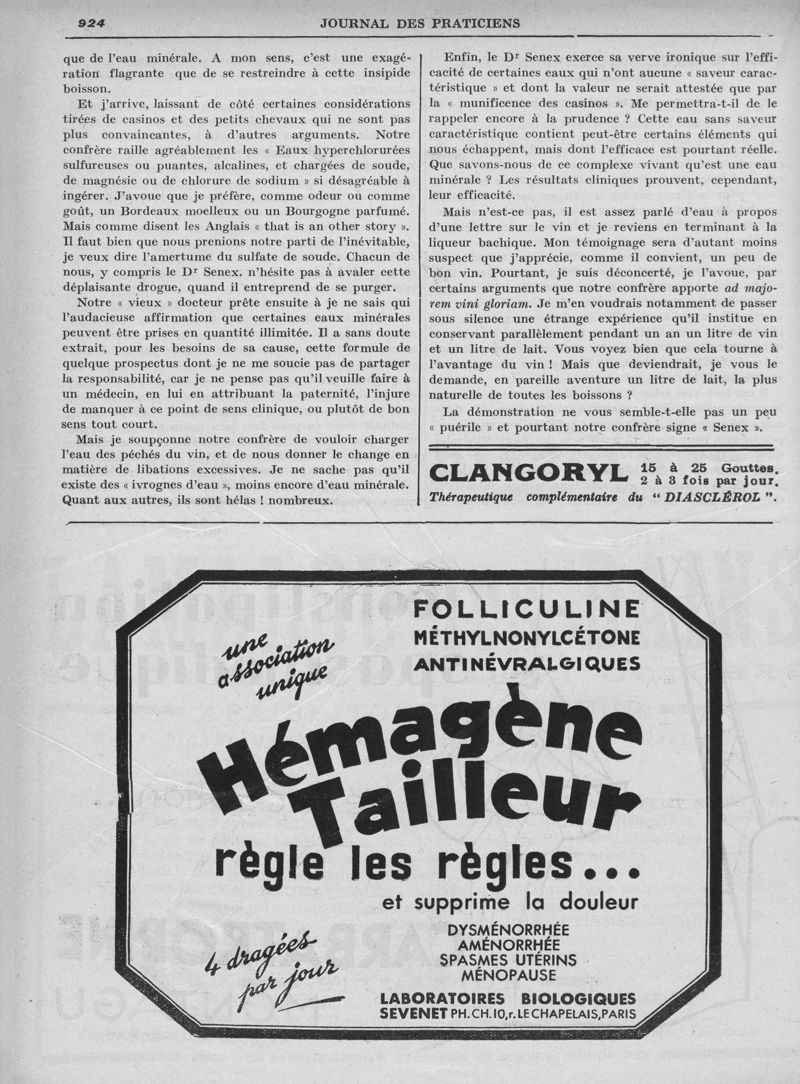 924
JOURNAL DES PRATICIENS
que de l'eau minérale. A mon sens, c'est une exagé-
ration flagrante que de se restreindre à cette insipide
boisson.
Et j'arrive, laissant de côté certaines considérations
tirées de casinos et des petits chevaux qui ne sont pas
plus convaincantes, à d'autres arguments. Notre
confrère raille agréablement les « Eaux hyperchlorurées
sulfureuses ou puantes, alcalines, et chargées de soude,
de magnésie ou de chlorure de sodium » si désagréable à
ingérer. J'avoue que je préfère, comme odeur ou comme
goût, un Bordeaux moelleux ou un Bourgogne parfumé.
Mais comme disent les Anglais « that is an other story ».
Il faut bien que nous prenions notre parti de l'inévitable,
je veux dire l'amertume du sulfate de soude. Chacun de
nous, y compris le Dr Senex. n'hésite pas à avaler cette
déplaisante drogue, quand il entreprend de se purger.
Notre « vieux » docteur prête ensuite à je ne sais qui
l'audacieuse affirmation que certaines eaux minérales
peuvent être prises en quantité illimitée. Il a sans doute
extrait, pour les besoins de sa cause, cette formule de
quelque prospectus dont je ne me soucie pas de partager
la responsabilité, car je ne pense pas qu'il veuille faire à
un médecin, en lui en attribuant la paternité, l'injure
de manquer à ce point de sens clinique, ou plutôt de bon
sens tout court.
Mais je soupçonne notre confrère de vouloir charger
l'eau des péchés du vin, et de nous donner le change en
matière de libations excessives. Je ne sache pas qu'il
existe des « ivrognes d'eau », moins encore d'eau minérale.
Quant aux autres, ils sont hélas ! nombreux.
Enfin, le Dr Senex exerce sa verve ironique sur l'effi-
cacité de certaines eaux qui n'ont aucune « saveur carac-
téristique » et dont la valeur ne serait attestée que par
la « munificence des casinos ». Me permettra-t-il de le
rappeler encore à la prudence ? Cette eau sans saveur
caractéristique contient peut-être certains éléments qui
nous échappent, mais dont l'efficace est pourtant réelle.
Que savons-nous de ce complexe vivant qu'est une eau
minérale ? Les résultats cliniques prouvent, cependant,
leur efficacité.
Mais n'est-ce pas, il est assez parlé d'eau à propos
d'une lettre sur le vin et je reviens en terminant à la
liqueur bachique. Mon témoignage sera d'autant moins
suspect que j'apprécie, comme il convient, un peu de
bon vin. Pourtant, je suis déconcerté, je l'avoue, par
certains arguments que notre confrère apporte ad majo-
rem vini gloriam. Je m'en voudrais notamment de passer
sous silence une étrange expérience qu'il institue en
conservant parallèlement pendant un an un litre de vin
et un litre de lait. Vous voyez bien que cela tourne à
l'avantage du vin ! Mais que deviendrait, je vous le
demande, en pareille aventure un litre de lait, la plus
naturelle de toutes les boissons ?
La démonstration ne vous semble-t-elle pas un peu
« puérile » et pourtant notre confrère signe « Senex ».
CLANGORYL 15 à 25 Gouttes.
2 à 3 fois par jour.
Thérapeutique complémentaire du " DIASCLÉROL ".
une
association
unique
FOLLICULINE
MÉTHYLNONYLCÉTONE
ANTINÉVRALGIQUES
Hémagène
Tailleur
règle les règles...
et supprime la douleur
4 dragées
par jour
DYSMÉNORRHÉE
AMÉNORRHÉE
SPASMES UTÉRINS
MÉNOPAUSE
LABORATOIRES BIOLOGIQUES
SEVENET PH.CH.10,r.LE CHAPELAIS,PARIS